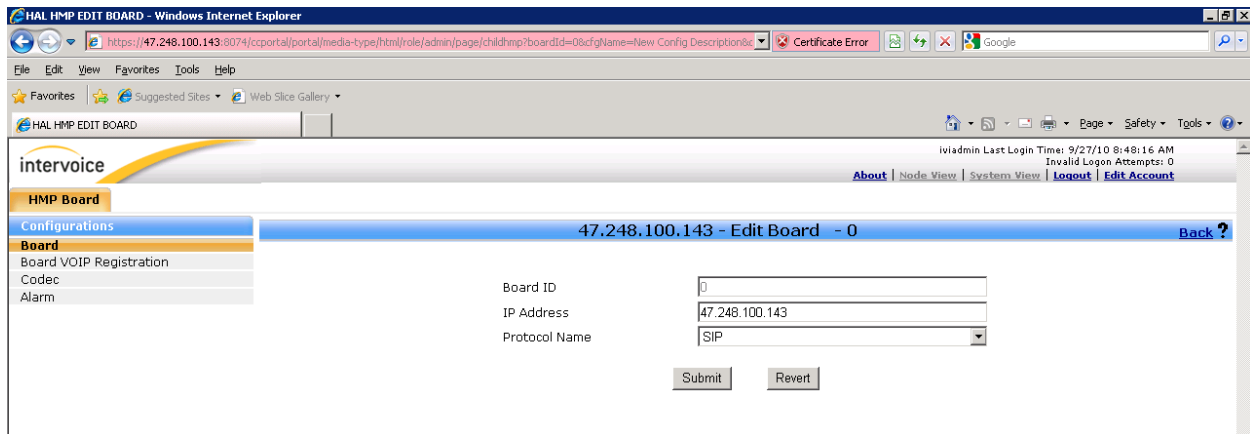 HAL HMP EDIT BOARD - Windows Internet Explorer
https://47.248.100.143:8074/ccportal/portal/media-type/html/role/admin/page/childhmp?boardId=0&cfgName=New Config Description&c
Certificate Error
Google
File Edit View Favorites Tools Help
Favorites Suggested Sites Web Slice Gallery
HAL HMP EDIT BOARD
Page Safety Tools
intervoice
iviadmin Last Login Time: 9/27/10 8:48:16 AM
Invalid Logon Attempts: 0
About | Node View | System View | Logout | Edit Account
HMP Board
Configurations
47.248.100.143 - Edit Board - 0
Back ?
Board
Board VOIP Registration
Codec
Alarm
Board ID 0
IP Address 47.248.100.143
Protocol Name SIP
Submit Revert